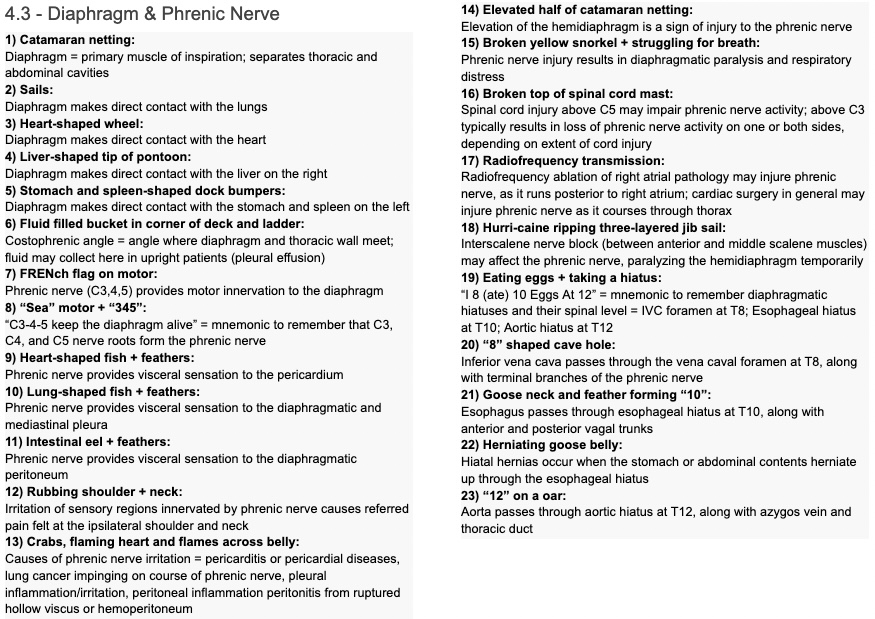 4.3 - Diaphragm & Phrenic Nerve
1) Catamaran netting:
Diaphragm = primary muscle of inspiration; separates thoracic and
abdominal cavities
2) Sails:
Diaphragm makes direct contact with the lungs
3) Heart-shaped wheel:
Diaphragm makes direct contact with the heart
4) Liver-shaped tip of pontoon:
Diaphragm makes direct contact with the liver on the right
5) Stomach and spleen-shaped dock bumpers:
Diaphragm makes direct contact with the stomach and spleen on the left
6) Fluid filled bucket in corner of deck and ladder:
Costophrenic angle = angle where diaphragm and thoracic wall meet;
fluid may collect here in upright patients (pleural effusion)
7) FRENch flag on motor:
Phrenic nerve (C3,4,5) provides motor innervation to the diaphragm
8) “Sea” motor + “345”:
“C3-4-5 keep the diaphragm alive” = mnemonic to remember that C3,
C4, and C5 nerve roots form the phrenic nerve
9) Heart-shaped fish + feathers:
Phrenic nerve provides visceral sensation to the pericardium
10) Lung-shaped fish + feathers:
Phrenic nerve provides visceral sensation to the diaphragmatic and
mediastinal pleura
11) Intestinal eel + feathers:
Phrenic nerve provides visceral sensation to the diaphragmatic
peritoneum
12) Rubbing shoulder + neck:
Irritation of sensory regions innervated by phrenic nerve causes referred
pain felt at the ipsilateral shoulder and neck
13) Crabs, flaming heart and flames across belly:
Causes of phrenic nerve irritation = pericarditis or pericardial diseases,
lung cancer impinging on course of phrenic nerve, pleural
inflammation/irritation, peritoneal inflammation peritonitis from ruptured
hollow viscus or hemoperitoneum
14) Elevated half of catamaran netting:
Elevation of the hemidiaphragm is a sign of injury to the phrenic nerve
15) Broken yellow snorkel + struggling for breath:
Phrenic nerve injury results in diaphragmatic paralysis and respiratory
distress
16) Broken top of spinal cord mast:
Spinal cord injury above C5 may impair phrenic nerve activity; above C3
typically results in loss of phrenic nerve activity on one or both sides,
depending on extent of cord injury
17) Radiofrequency transmission:
Radiofrequency ablation of right atrial pathology may injure phrenic
nerve, as it runs posterior to right atrium; cardiac surgery in general may
injure phrenic nerve as it courses through thorax
18) Hurri-caine ripping three-layered jib sail:
Interscalene nerve block (between anterior and middle scalene muscles)
may affect the phrenic nerve, paralyzing the hemidiaphragm temporarily
19) Eating eggs + taking a hiatus:
“I 8 (ate) 10 Eggs At 12” = mnemonic to remember diaphragmatic
hiatuses and their spinal level = IVC foramen at T8; Esophageal hiatus
at T10; Aortic hiatus at T12
20) “8” shaped cave hole:
Inferior vena cava passes through the vena caval foramen at T8, along
with terminal branches of the phrenic nerve
21) Goose neck and feather forming “10”:
Esophagus passes through esophageal hiatus at T10, along with
anterior and posterior vagal trunks
22) Herniating goose belly:
Hiatal hernias occur when the stomach or abdominal contents herniate
up through the esophageal hiatus
23) “12” on a oar:
Aorta passes through aortic hiatus at T12, along with azygos vein and
thoracic duct